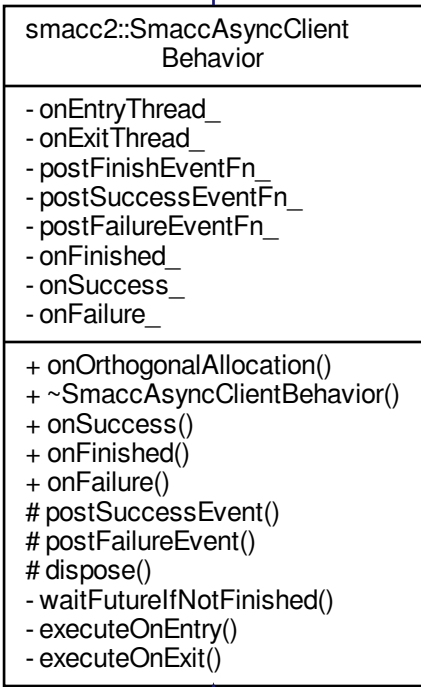 smacc2::SmaccAsyncClient
Behavior
- onEntryThread_
- onExitThread_
- postFinishEventFn_
- postSuccessEventFn_
- postFailureEventFn_
- onFinished_
- onSuccess_
- onFailure_
+ onOrthogonalAllocation()
+ ~SmaccAsyncClientBehavior()
+ onSuccess()
+ onFinished()
+ onFailure()
# postSuccessEvent()
# postFailureEvent()
# dispose()
- waitFutureIfNotFinished()
- executeOnEntry()
- executeOnExit()